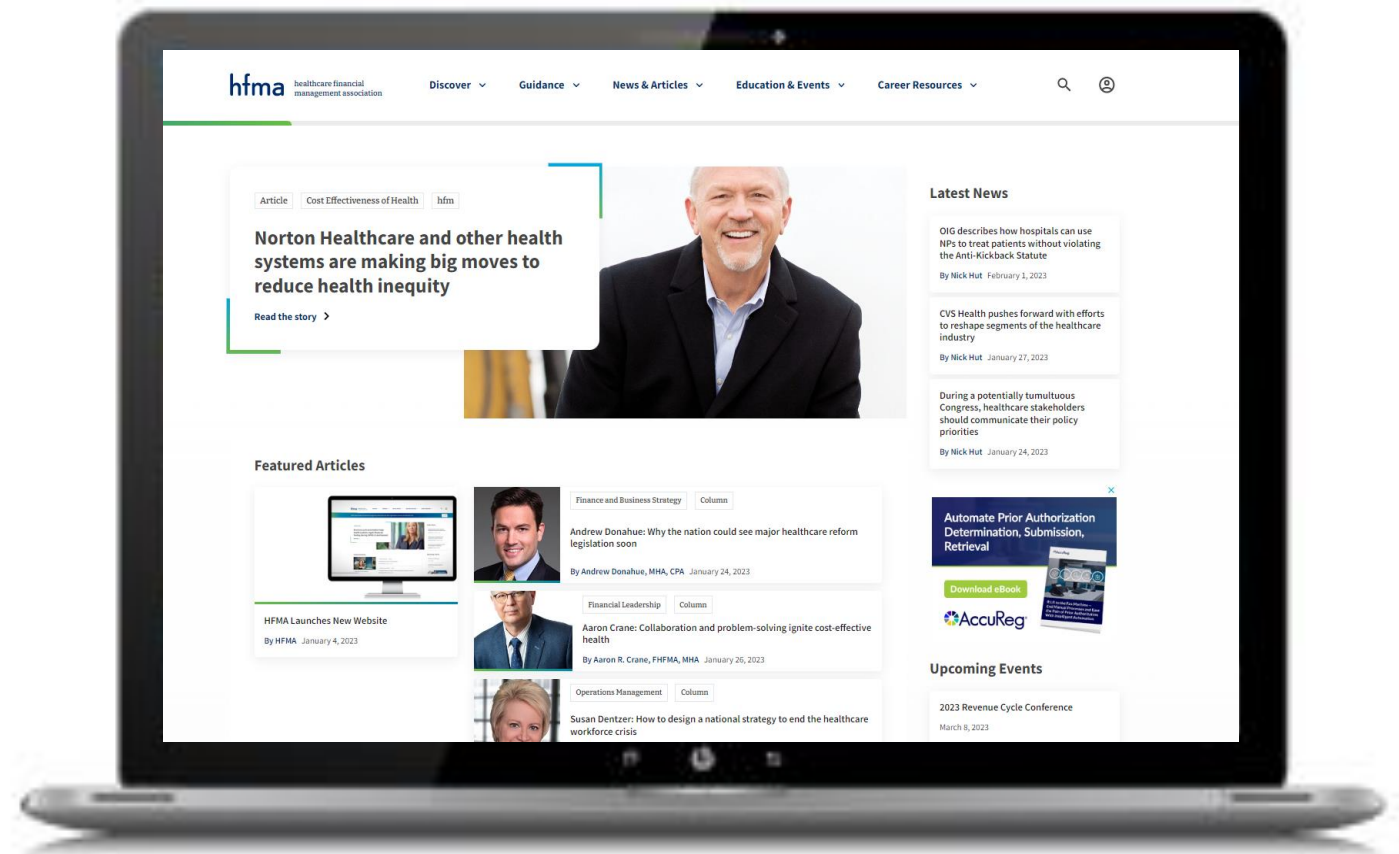 hfma
healthcare financial
management association
Discover
Guidance
News & Articles
Education & Events
Career Resources
Article
Cost Effectiveness of Health
hfm
Norton Healthcare and other health
systems are making big moves to
reduce health inequity
Read the story
Latest News
OIG describes how hospitals can use
NPs to treat patients without violating
the Anti-Kickback Statute
By Nick Hut February 1, 2023
CVS Health pushes forward with efforts
to reshape segments of the healthcare
industry
By Nick Hut January 27, 2023
During a potentially tumultuous
Congress, healthcare stakeholders
should communicate their policy
priorities
By Nick Hut January 24, 2023
Featured Articles
HFMA Launches New Website
By HFMA January 4, 2023
Finance and Business Strategy
Column
Andrew Donahue: Why the nation could see major healthcare reform
legislation soon
By Andrew Donahue, MHA, CPA January 24, 2023
Financial Leadership
Column
Aaron Crane: Collaboration and problem-solving ignite cost-effective
health
By Aaron R. Crane, FHFMA, MHA January 26, 2023
Operations Management
Column
Susan Dentzer: How to design a national strategy to end the healthcare
workforce crisis
Automate Prior Authorization
Determination, Submission,
Retrieval
Download eBook
AccuReg
Upcoming Events
2023 Revenue Cycle Conference
March 8, 2023